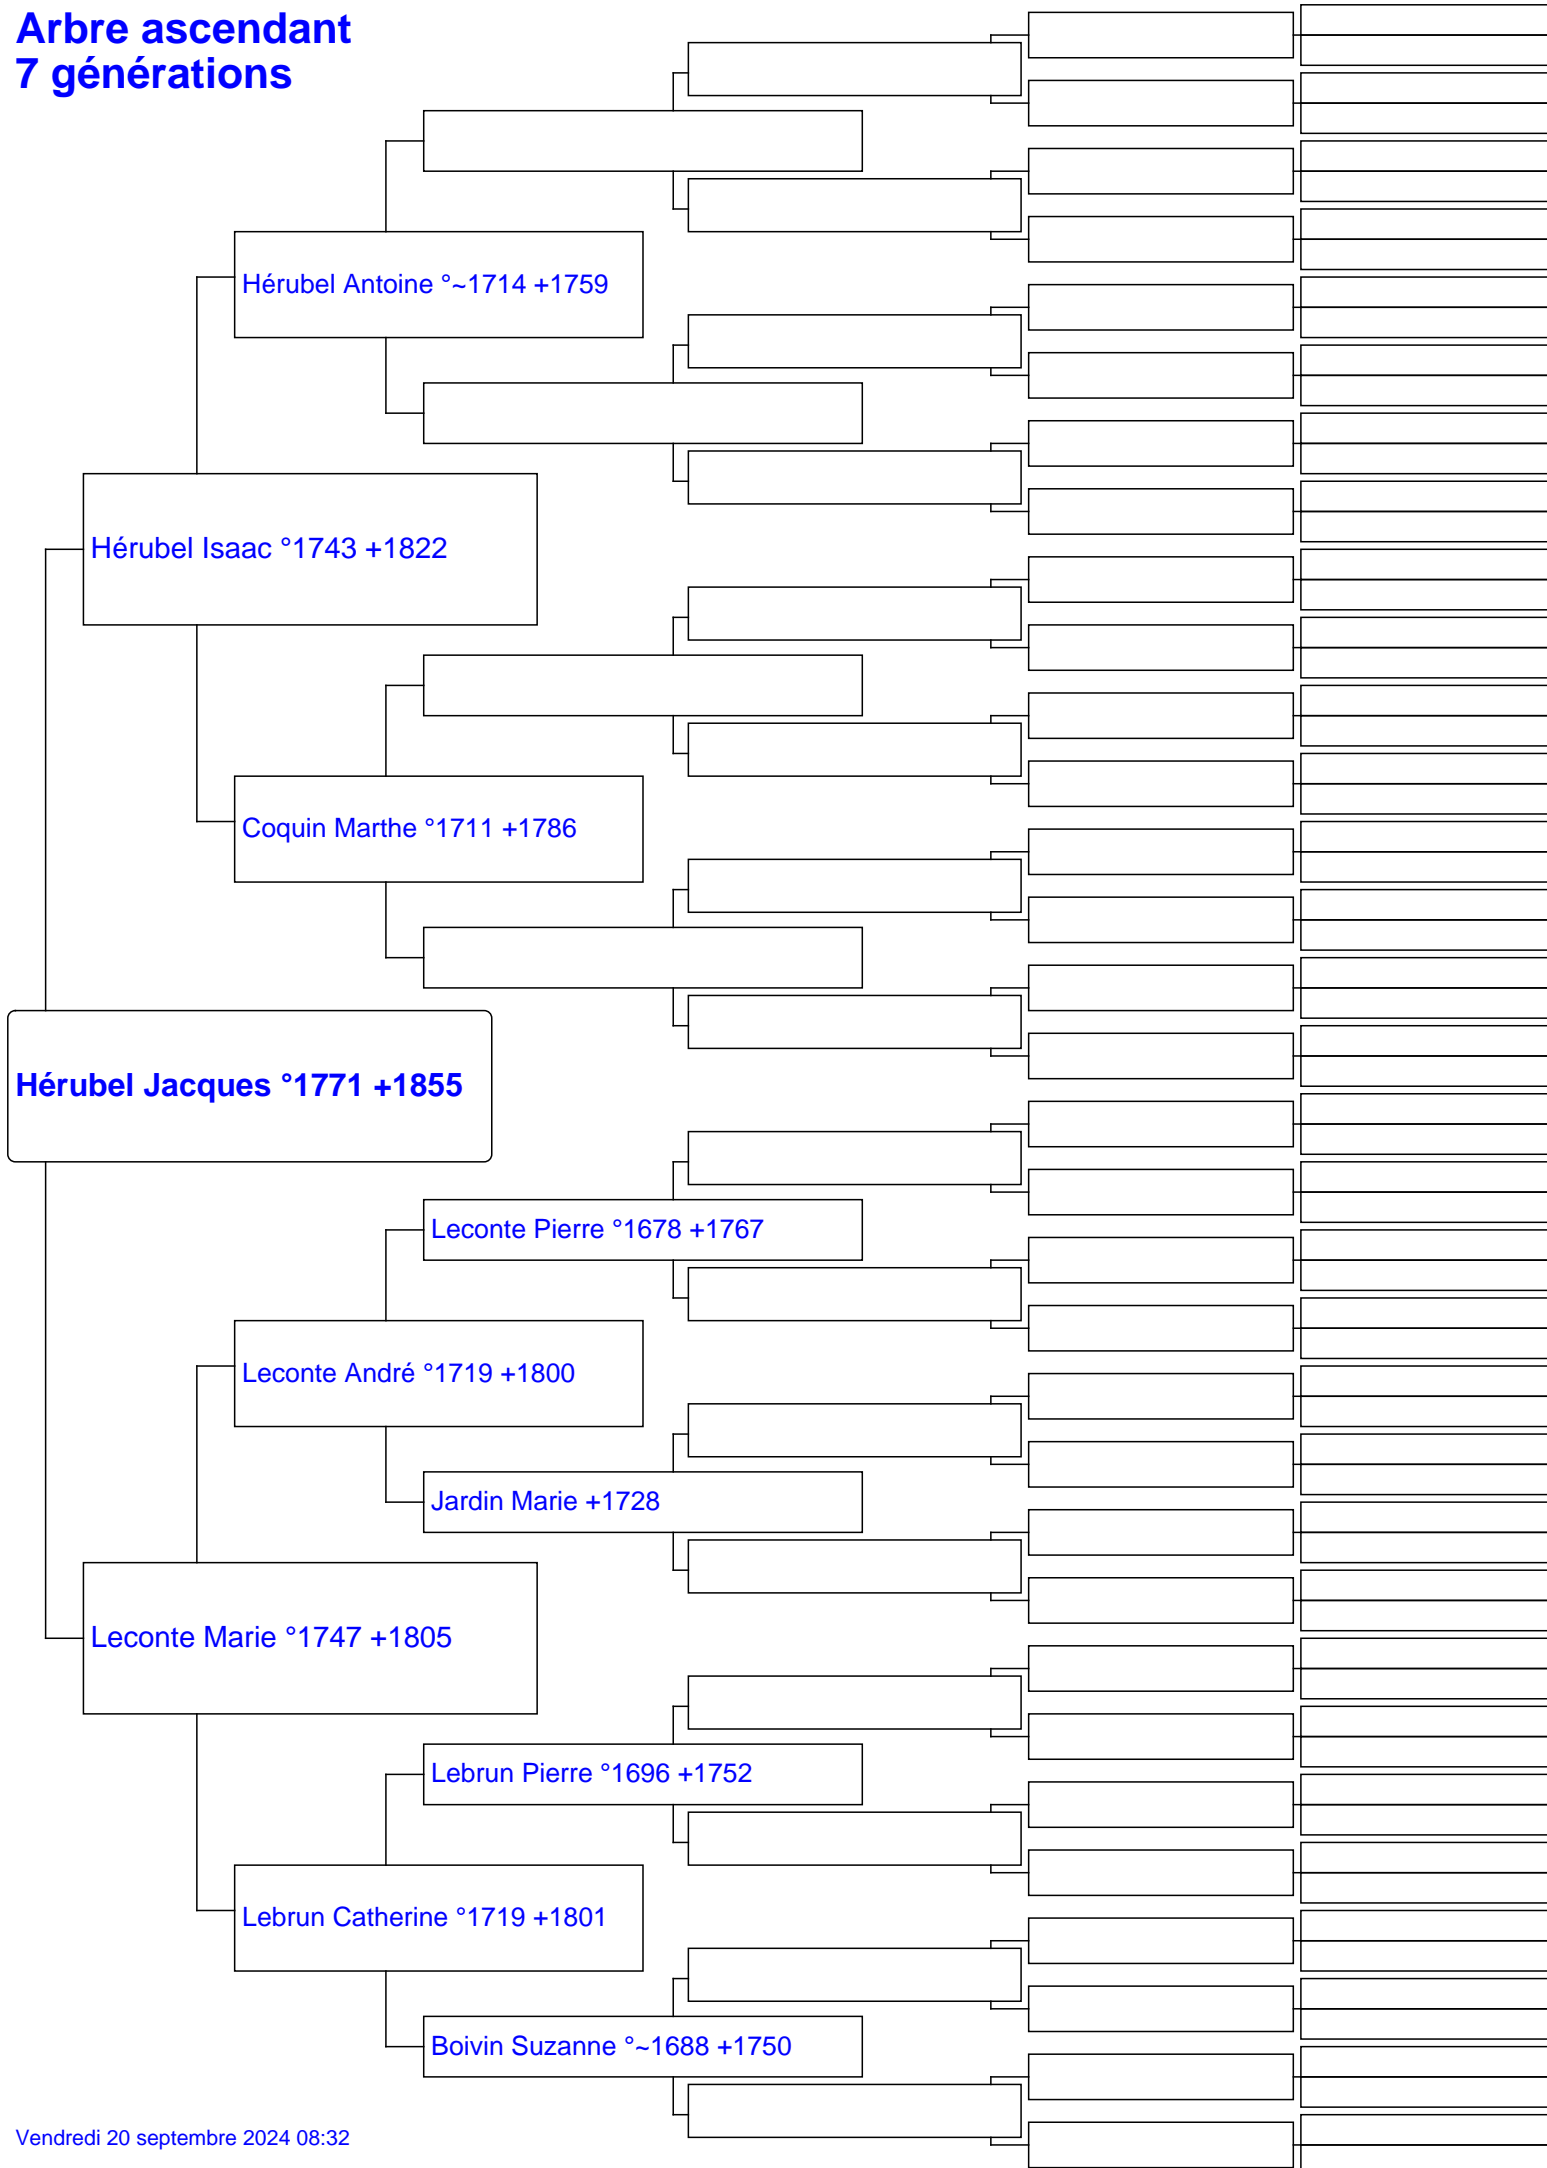 Arbre ascendant
7 générations
Hérubel Antoine °~1714 +1759
Hérubel Isaac °1743 +1822
Coquin Marthe °1711 +1786
Hérubel Jacques °1771 +1855
Leconte Pierre °1678 +1767
Leconte André °1719 +1800
Jardin Marie +1728
Leconte Marie °1747 +1805
Lebrun Pierre °1696 +1752
Lebrun Catherine °1719 +1801
Boivin Suzanne °~1688 +1750
Vendredi 20 septembre 2024 08:32